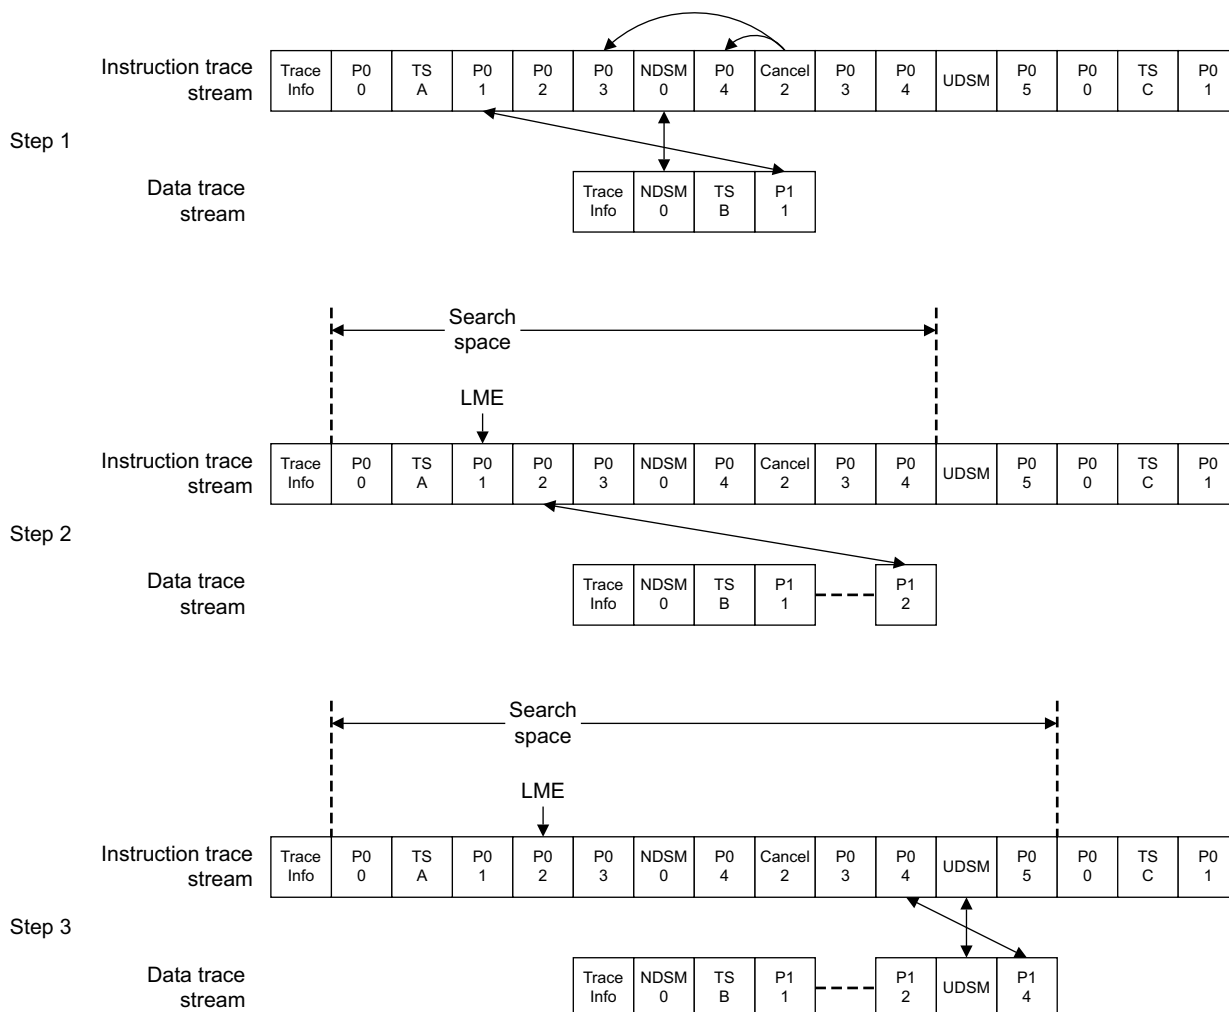 Instruction trace stream
Trace Info P0 0 TS A P0 1 P0 2 P0 3 NDSM 0 P0 4 Cancel 2 P0 3 P0 4 UDSM P0 5 P0 0 TS C P0 1
Step 1
Data trace stream
Trace Info NDSM 0 TS B P1 1
Search space
LME
Instruction trace stream
Trace Info P0 0 TS A P0 1 P0 2 P0 3 NDSM 0 P0 4 Cancel 2 P0 3 P0 4 UDSM P0 5 P0 0 TS C P0 1
Step 2
Data trace stream
Trace Info NDSM 0 TS B P1 1 P1 2
Search space
LME
Instruction trace stream
Trace Info P0 0 TS A P0 1 P0 2 P0 3 NDSM 0 P0 4 Cancel 2 P0 3 P0 4 UDSM P0 5 P0 0 TS C P0 1
Step 3
Data trace stream
Trace Info NDSM 0 TS B P1 1 P1 2 UDSM P1 4